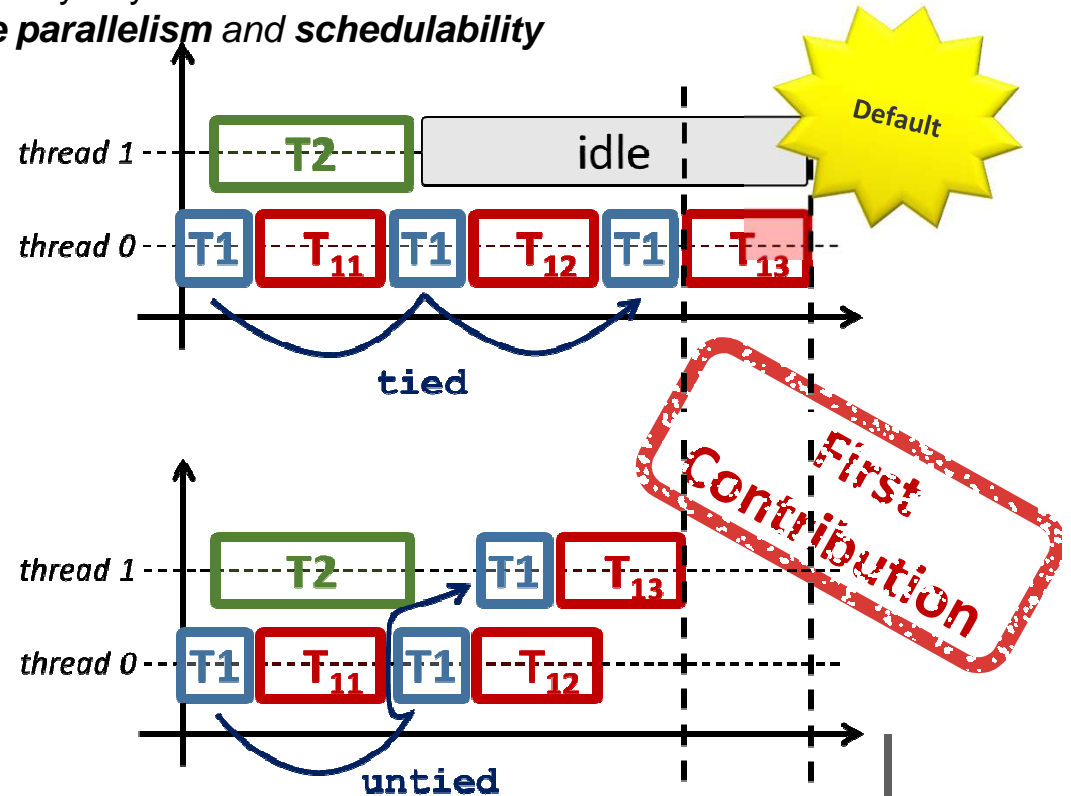 e parallelism and schedulability
Default
thread 1
T2
idle
thread 0
T1
T11
T1
T12
T1
T13
tied
First
Contribution
thread 1
T2
T1
T13
thread 0
T1
T11
T1
T12
untied